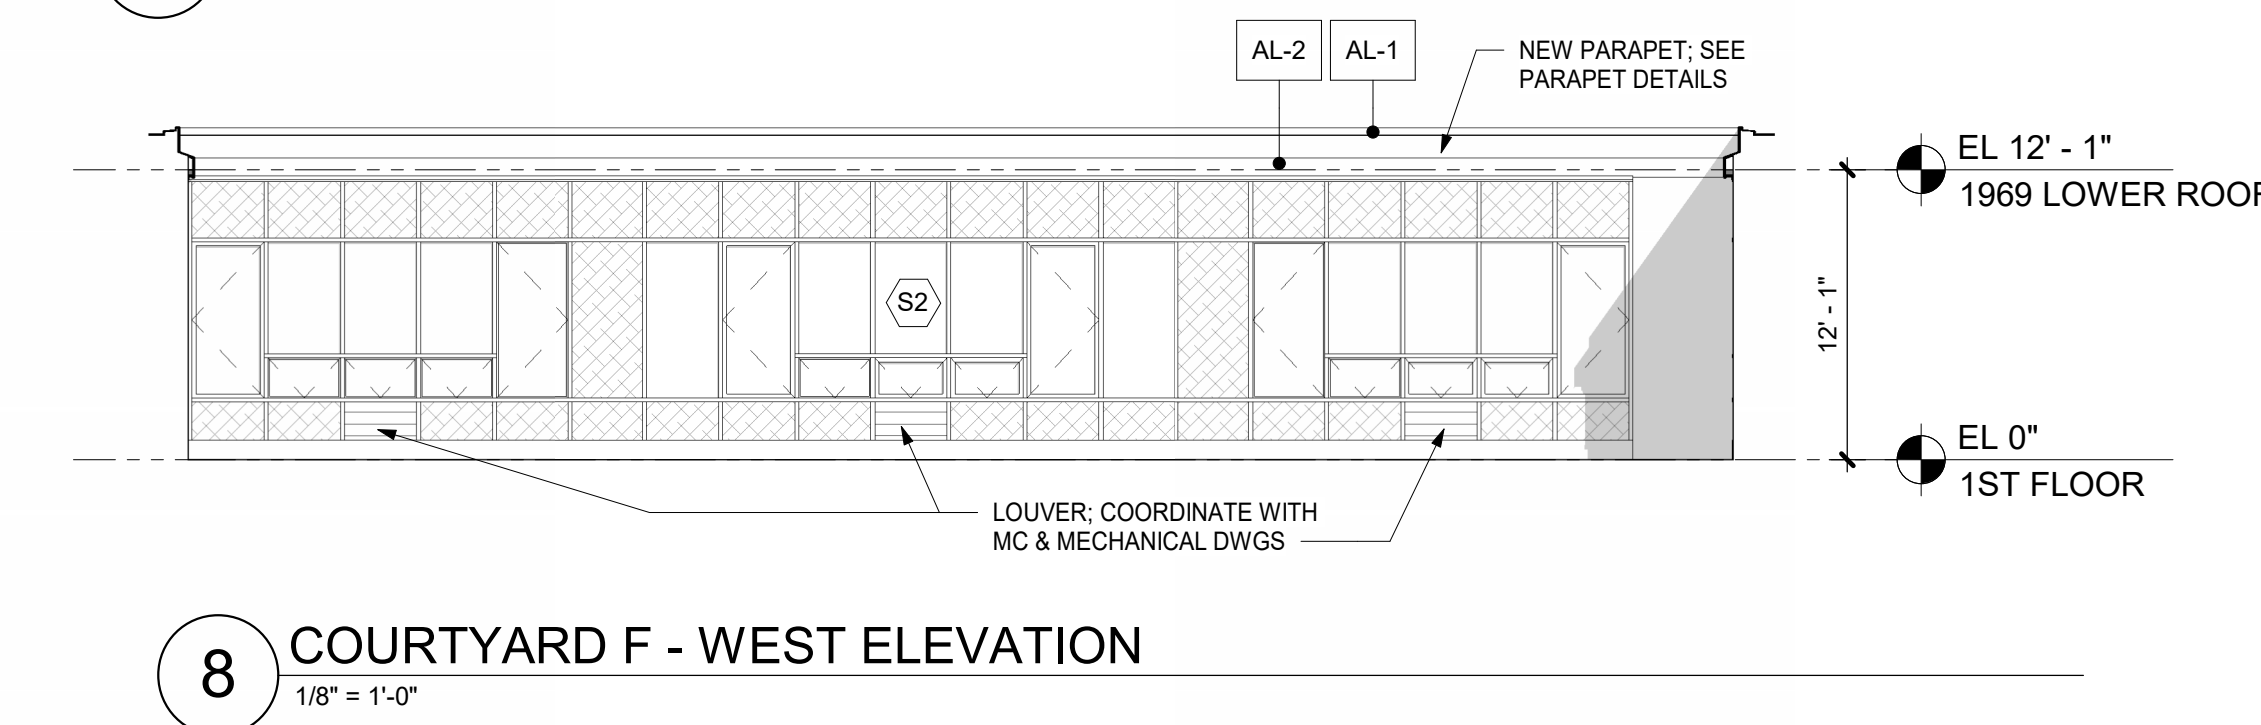 AL-2
AL-1
NEW PARAPET; SEE
PARAPET DETAILS
EL 12' - 1"
1969 LOWER ROOF
S2
12' - 1"
EL 0"
1ST FLOOR
LOUVER; COORDINATE WITH
MC & MECHANICAL DWGS
8
COURTYARD F - WEST ELEVATION
1/8" = 1'-0"